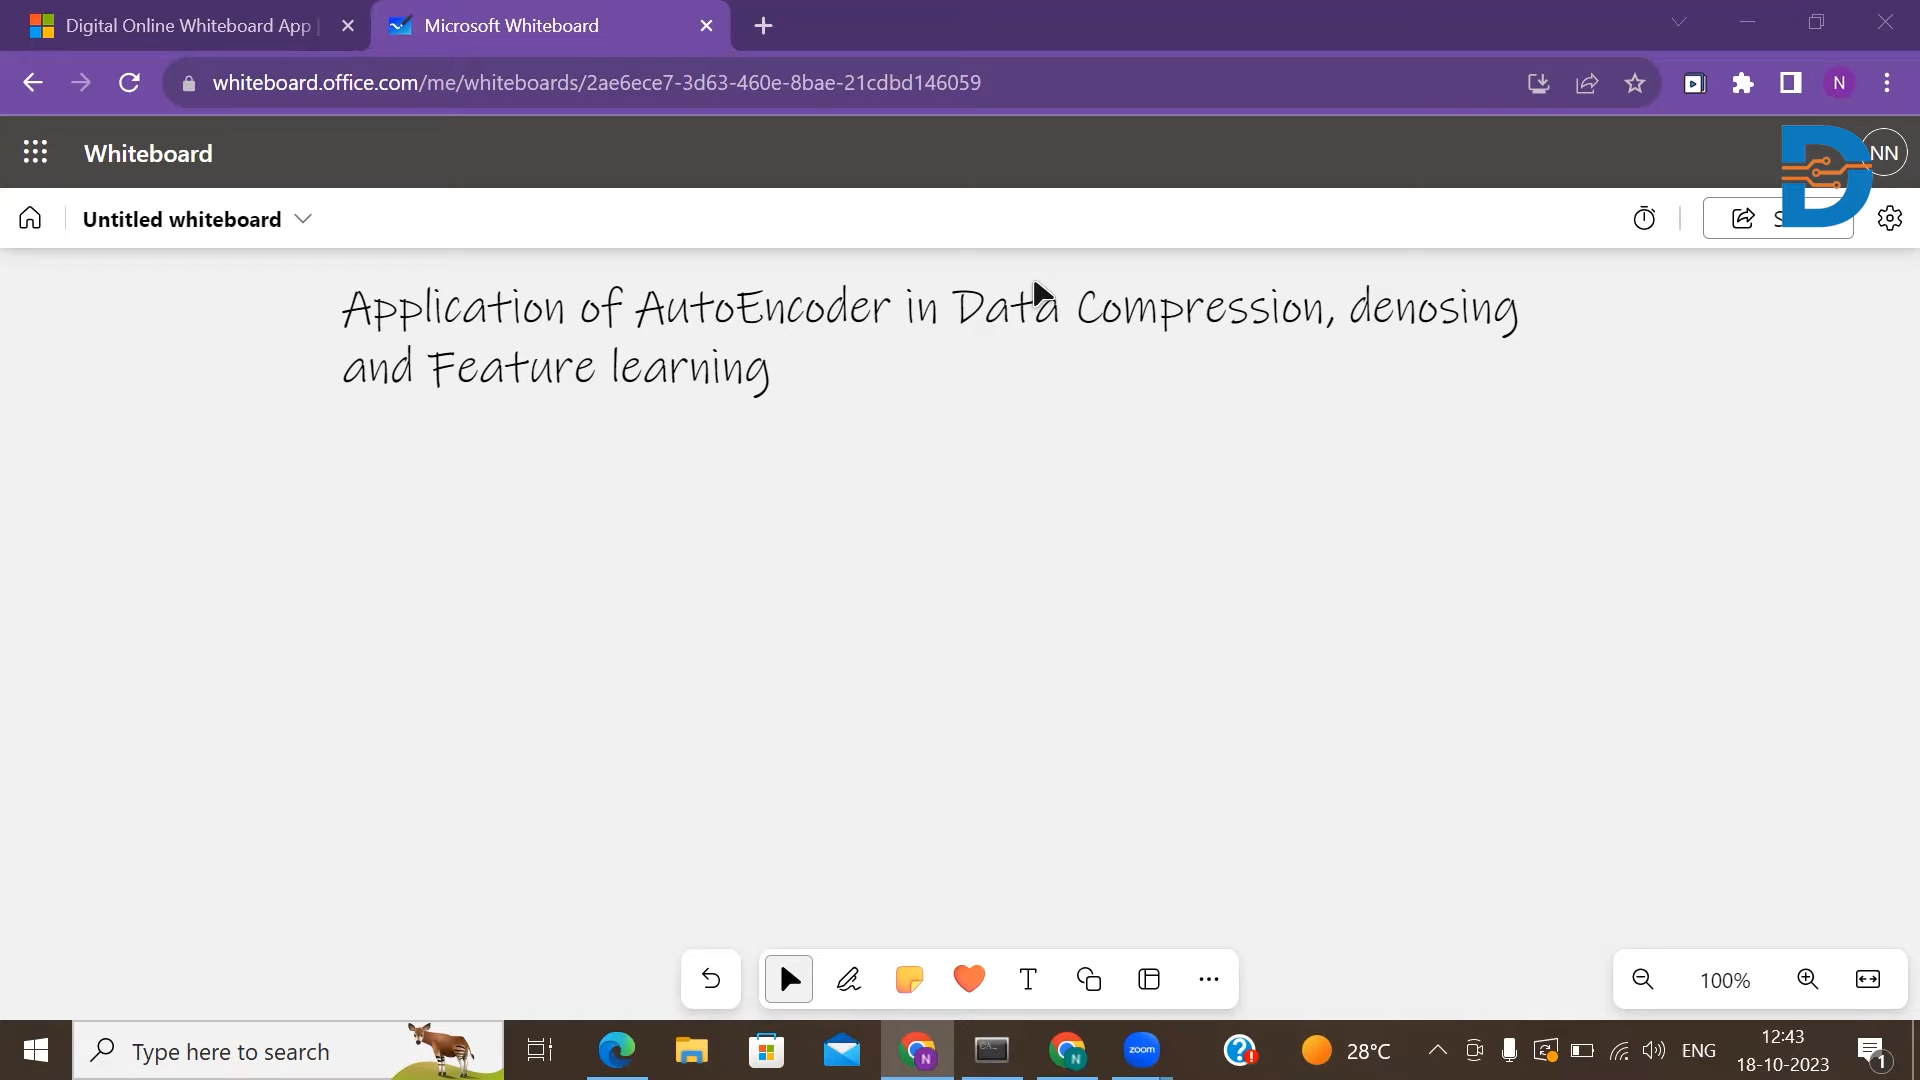 Digital Online Whiteboard App |
Microsoft Whiteboard
whiteboard.office.com/me/whiteboards/2ae6ece7-3d63-460e-8bae-21cdbd146059
N
Whiteboard
NN
Untitled whiteboard
Application of AutoEncoder in Data Compression, denosing
and Feature learning
T
100%
Type here to search
zoom
28°C
ENG
12:43
18-10-2023
1